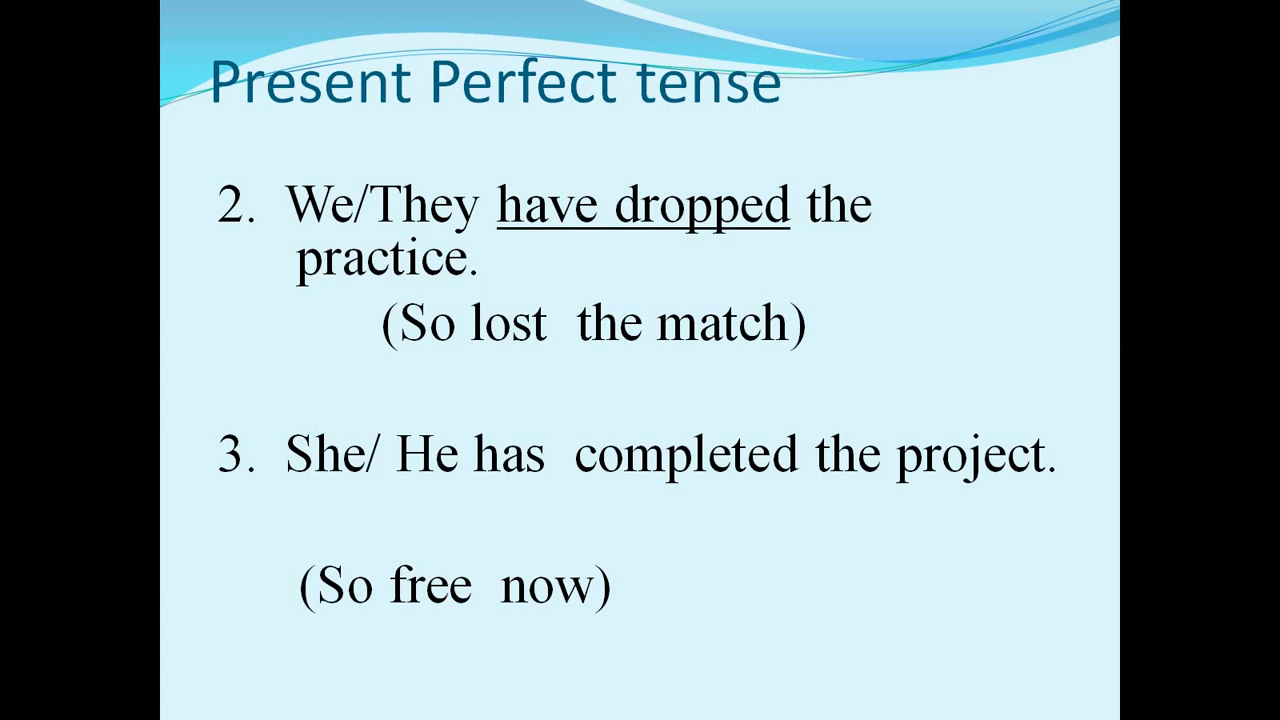 Present Perfect tense
2. We/They have dropped the
practice.
(So lost the match)
3. She/ He has completed the project.
(So free now)